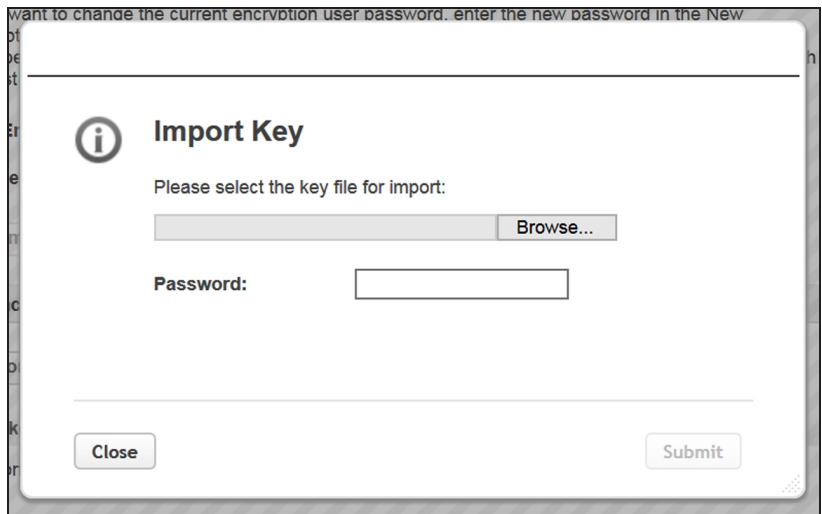 want to change the current encryption user password, enter the new password in the New
Import Key
Please select the key file for import:
Browse...
Password:
Close
Submit